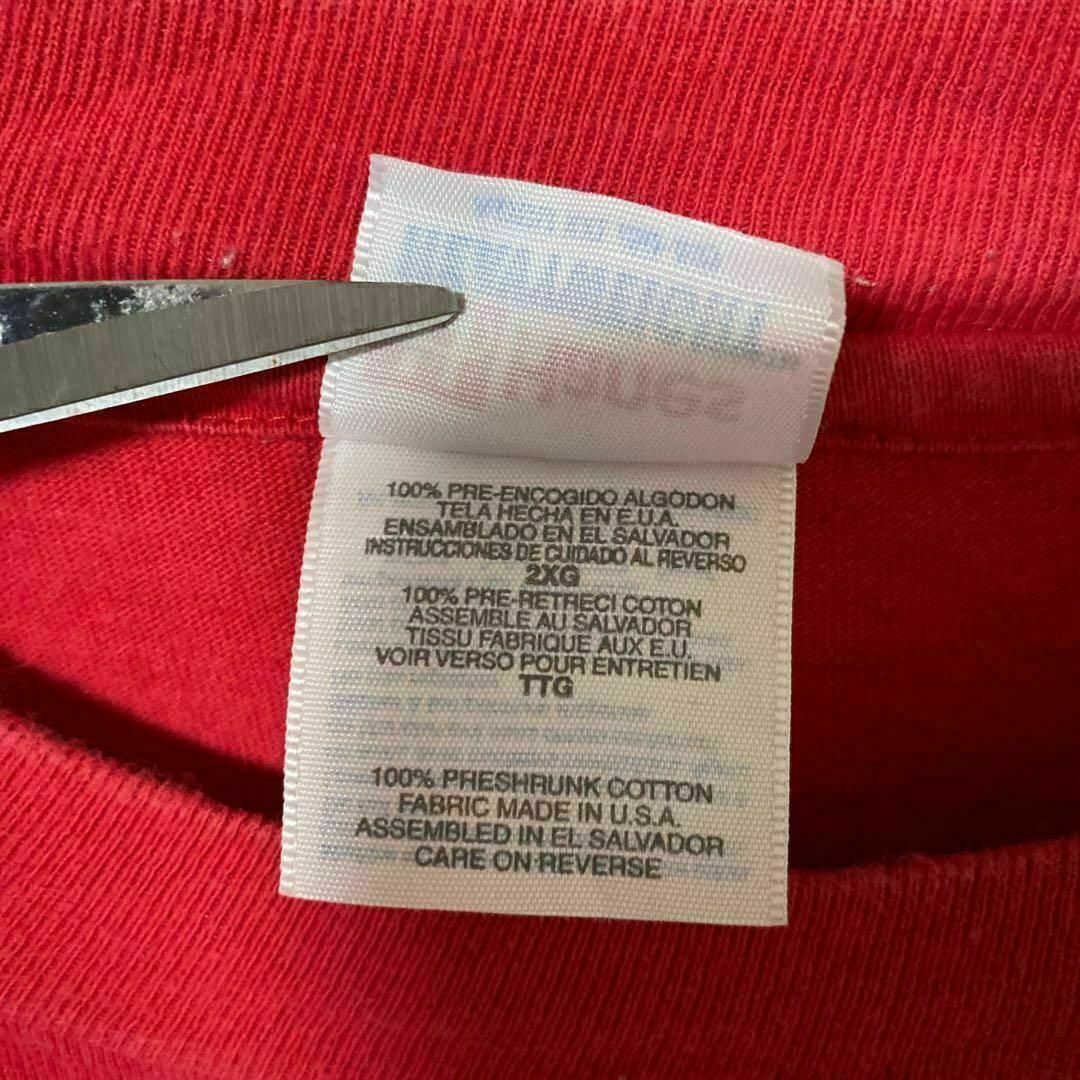 100% PRE-ENCOGIDO ALGODON
TELA HECHA EN E.U.A.
ENSAMBLADO EN EL SALVADOR
INSTRUCCIONES DE CUIDADO AL REVERSO
2XG
100% PRE-RETRECI COTON
ASSEMBLE AU SALVADOR
TISSU FABRIQUE AUX E.U.
VOIR VERSO POUR ENTRETIEN
TTG
100% PRESHRUNK COTTON
FABRIC MADE IN U.S.A.
ASSEMBLED IN EL SALVADOR
CARE ON REVERSE